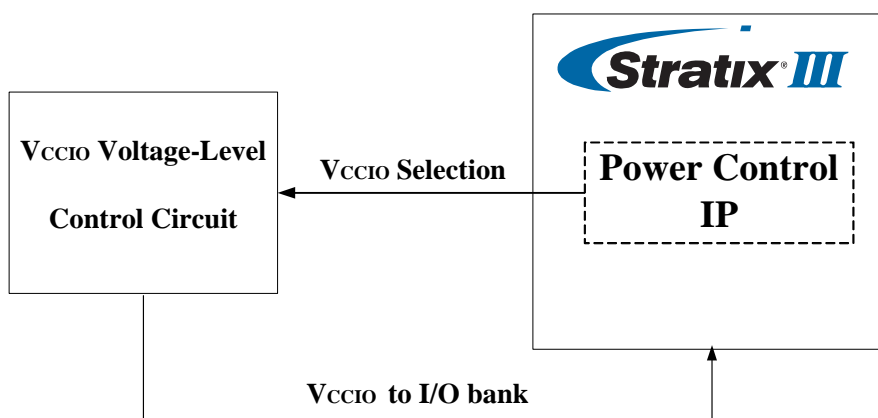 Stratix® III
VCCIO Voltage-Level
Control Circuit
VCCIO Selection
Power Control
IP
VCCIO to I/O bank